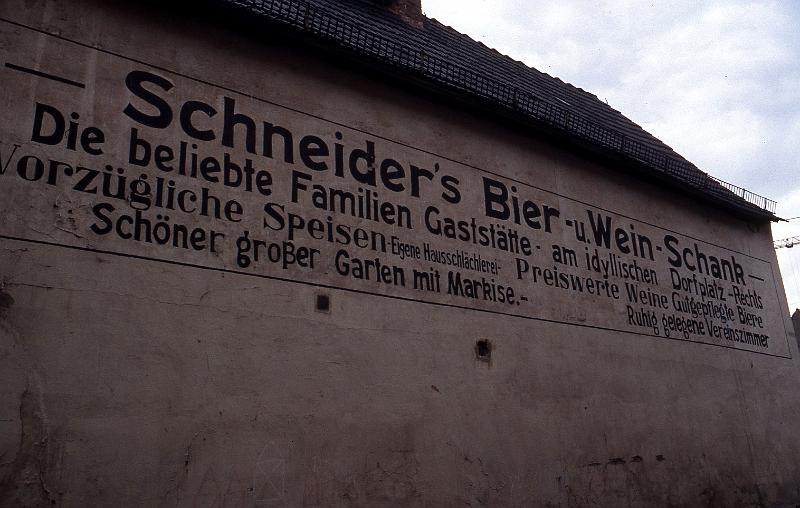 — Schneider's Bier-u. Wein-Schank —
Die beliebte Familien Gaststätte - am idyllischen Dorfplatz-Rechts
Vorzügliche Speisen-Eigene Hausschlächlerei- Preiswerte Weine Gutgepflegte Biere
Schöner großer Garten mit Markise.- Ruhig gelegene Vereinszimmer